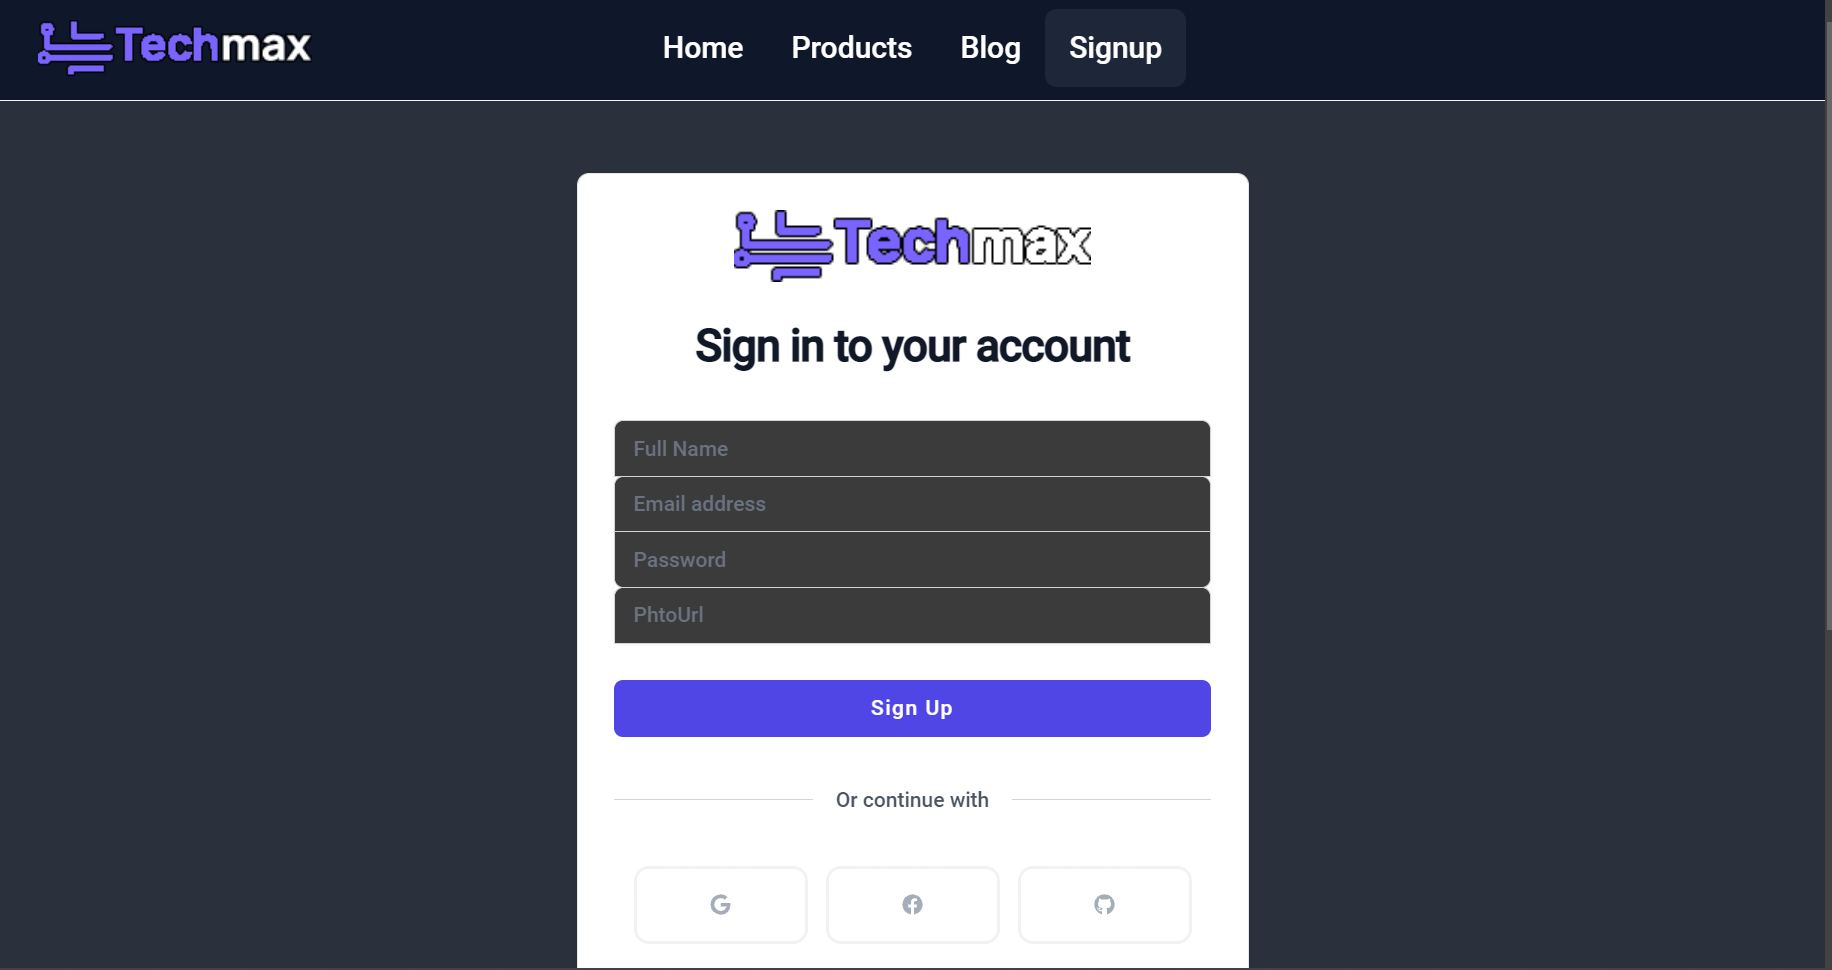 Techmax Home Products Blog Signup
Techmax
Sign in to your account
Full Name
Email address
Password
PhtoUrl
Sign Up
Or continue with